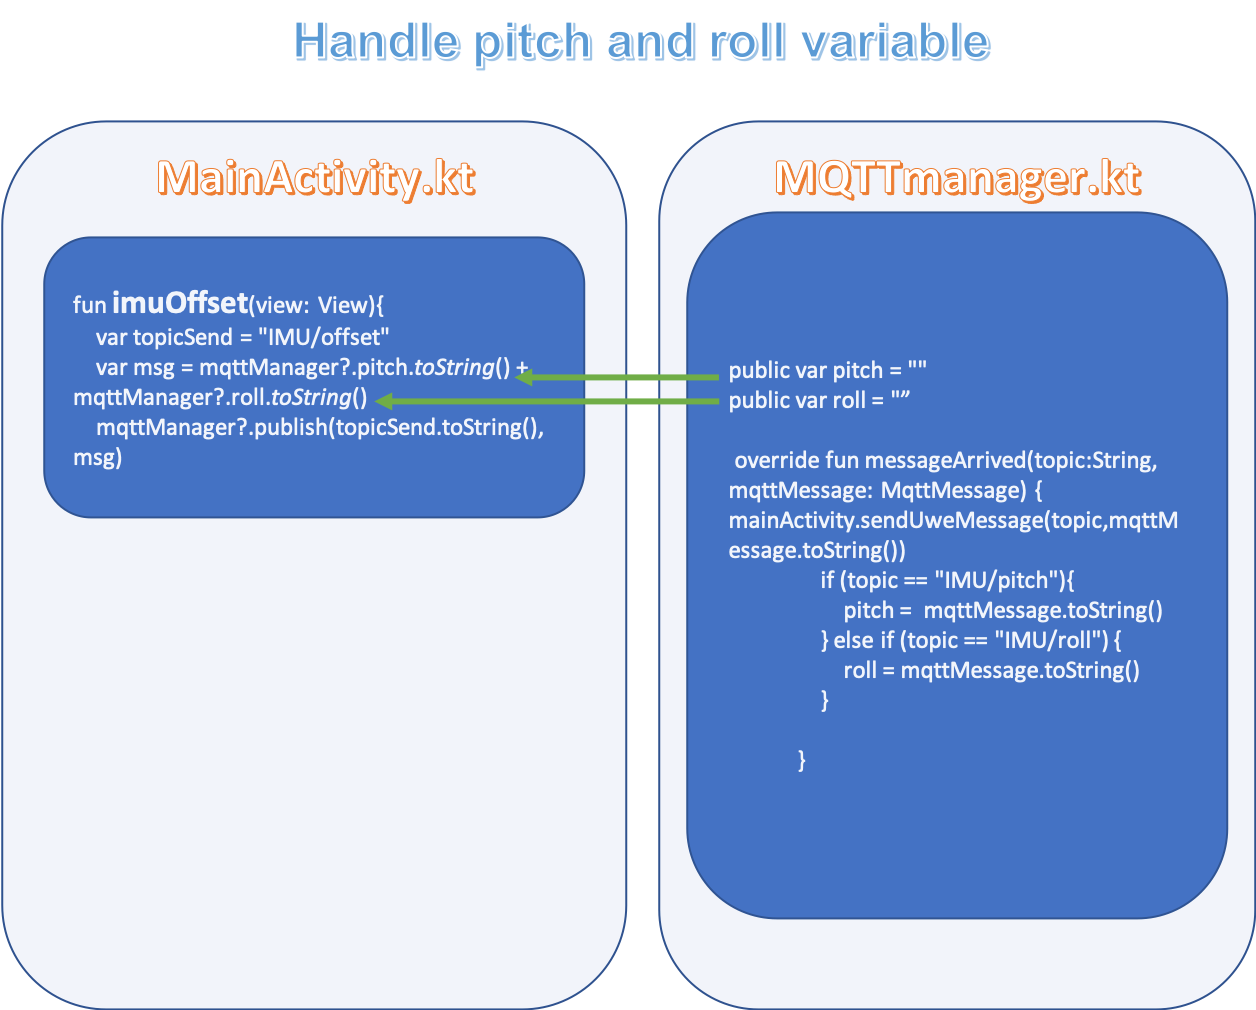 Handle pitch and roll variable
MainActivity.kt
fun imuOffset(view: View){
var topicSend = "IMU/offset"
var msg = mqttManager?.pitch.toString() +
mqttManager?.roll.toString()
mqttManager?.publish(topicSend.toString(),
msg)
MQTTmanager.kt
public var pitch = ""
public var roll = "”
override fun messageArrived(topic:String,
mqttMessage: MqttMessage) {
mainActivity.sendUweMessage(topic,mqttM
essage.toString())
if (topic == "IMU/pitch"){
pitch =  mqttMessage.toString()
} else if (topic == "IMU/roll") {
roll = mqttMessage.toString()
}
}